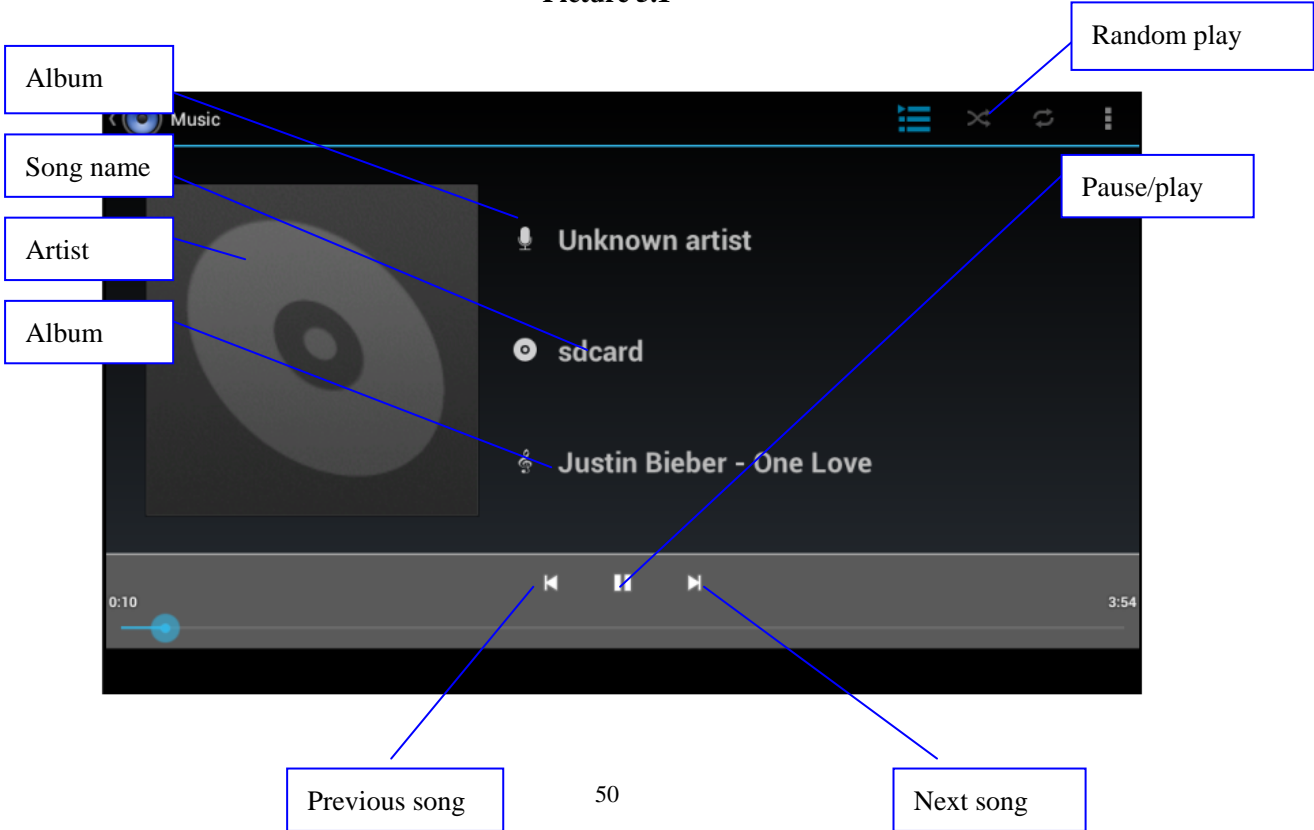 Picture
Random play
Album
Music
Song name
Pause/play
Artist
Unknown artist
Album
sdcard
Justin Bieber - One Love
0:10
3:54
Previous song
50
Next song